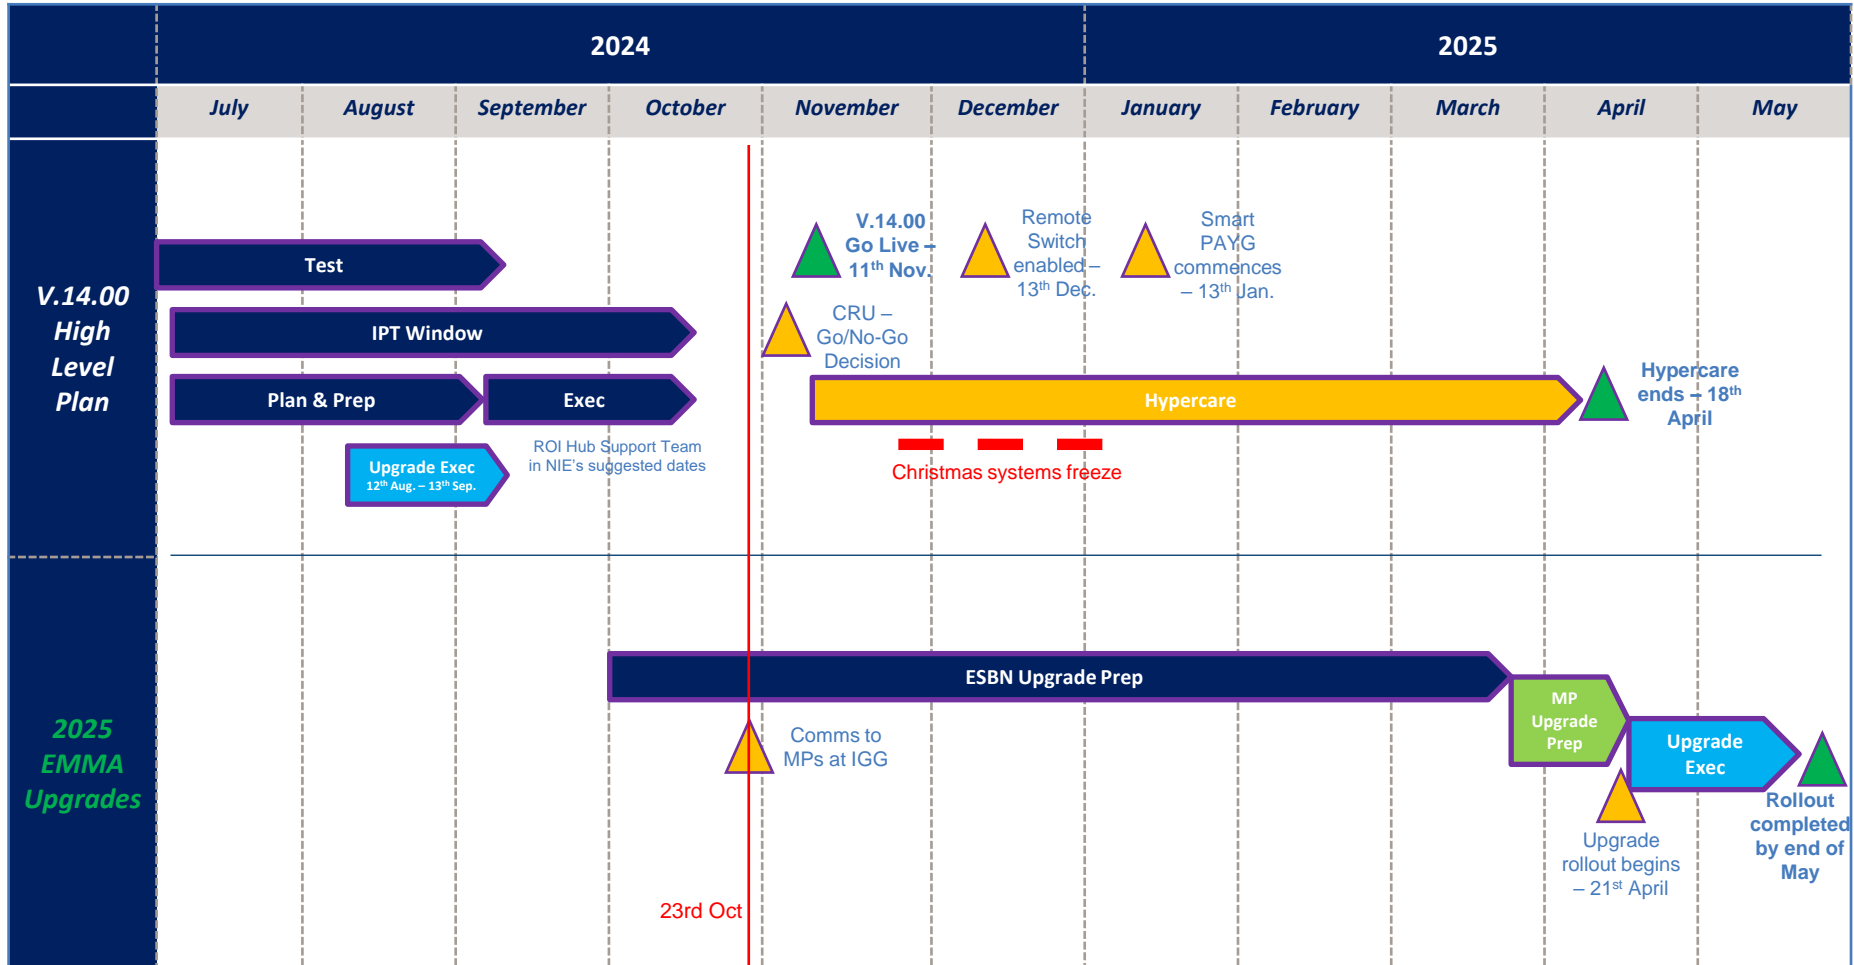 2024
2025
July
August
September
October
November
December
January
February
March
April
May
V.14.00
High
Level
Plan
Test
IPT Window
Plan & Prep
Exec
Upgrade Exec
12th Aug. – 13th Sep.
ROI Hub Support Team
in NIE's suggested dates
V.14.00
Go Live –
11th Nov.
Remote
Switch
enabled –
13th Dec.
Smart
PAYG
commences
– 13th Jan.
CRU –
Go/No-Go
Decision
Hypercare
Hypercare
ends – 18th
April
Christmas systems freeze
2025
EMMA
Upgrades
ESBN Upgrade Prep
MP
Upgrade
Prep
Upgrade
Exec
Comms to
MPs at IGG
Upgrade
rollout begins
– 21st April
Rollout
completed
by end of
May
23rd Oct